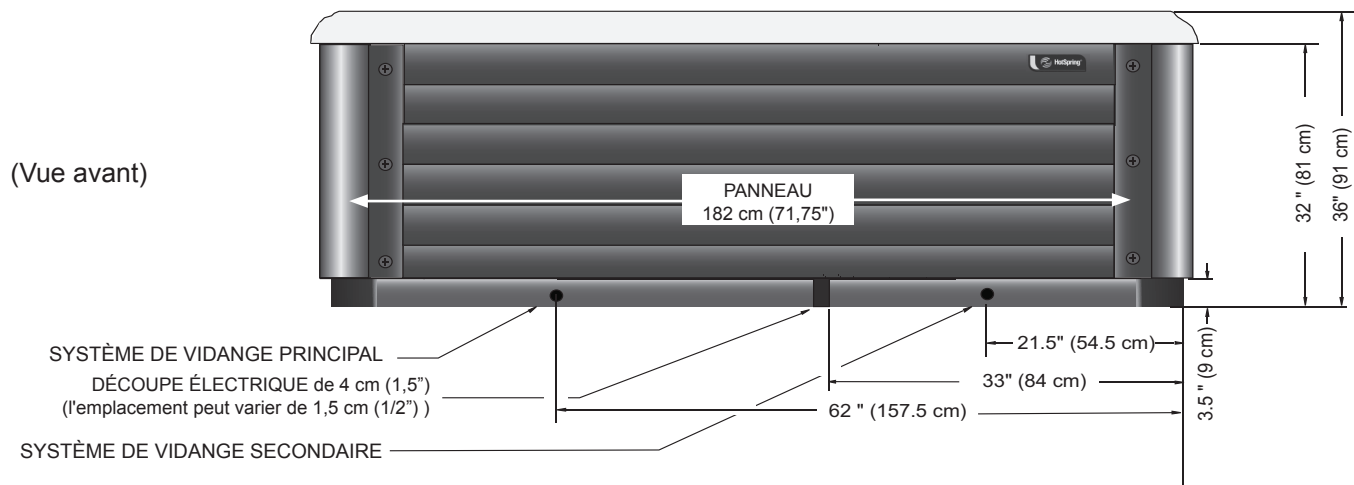 HotSpring
(Vue avant)
PANNEAU
182 cm (71,75")
32 " (81 cm)
36" (91 cm)
3.5 " (9 cm)
SYSTÈME DE VIDANGE PRINCIPAL
21.5" (54.5 cm)
DÉCOUPE ÉLECTRIQUE de 4 cm (1,5”)
33" (84 cm)
(l'emplacement peut varier de 1,5 cm (1/2”) )
62 " (157.5 cm)
SYSTÈME DE VIDANGE SECONDAIRE